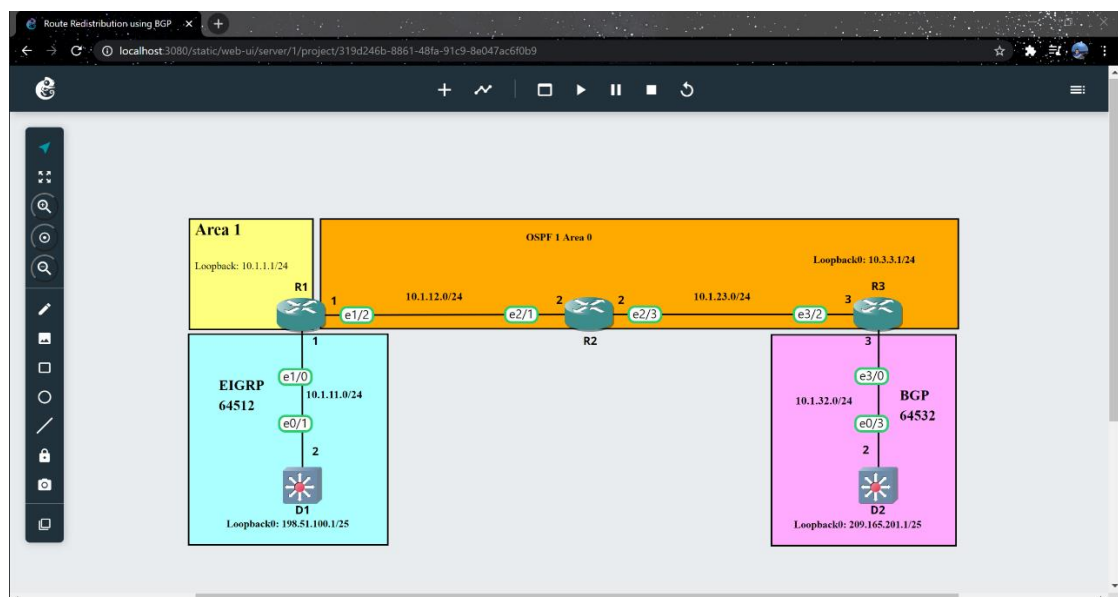 Route Redistribution using BGP
localhost:3080/static/web-ui/server/1/project/319d246b-8861-48fa-91c9-8e047ac6f0b9
Area 1
Loopback: 10.1.1.1/24
OSPF 1 Area 0
Loopback0: 10.3.3.1/24
R1
R3
1
10.1.12.0/24
2
2
10.1.23.0/24
3
e1/2
e2/1
e2/3
e3/2
R2
1
3
EIGRP
64512
e1/0
10.1.11.0/24
e0/1
2
D1
Loopback0: 198.51.100.1/25
e3/0
10.1.32.0/24
BGP
64532
e0/3
2
D2
Loopback0: 209.165.201.1/25